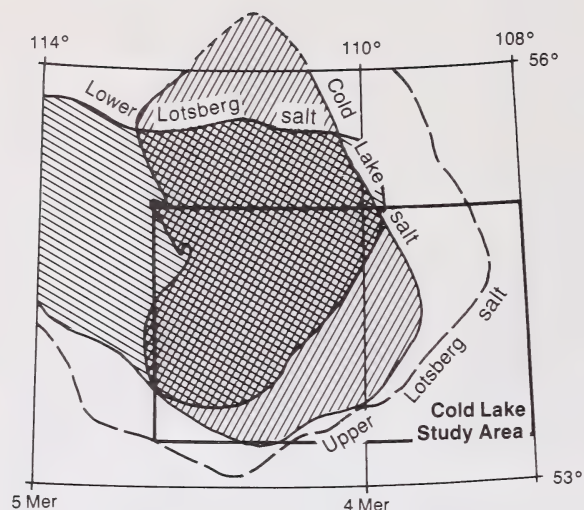 114°
110°
108°
56°
Lower Lotsberg salt
Cold Lake salt
Upper Lotsberg salt
Cold Lake
Study Area
53°
5 Mer
4 Mer